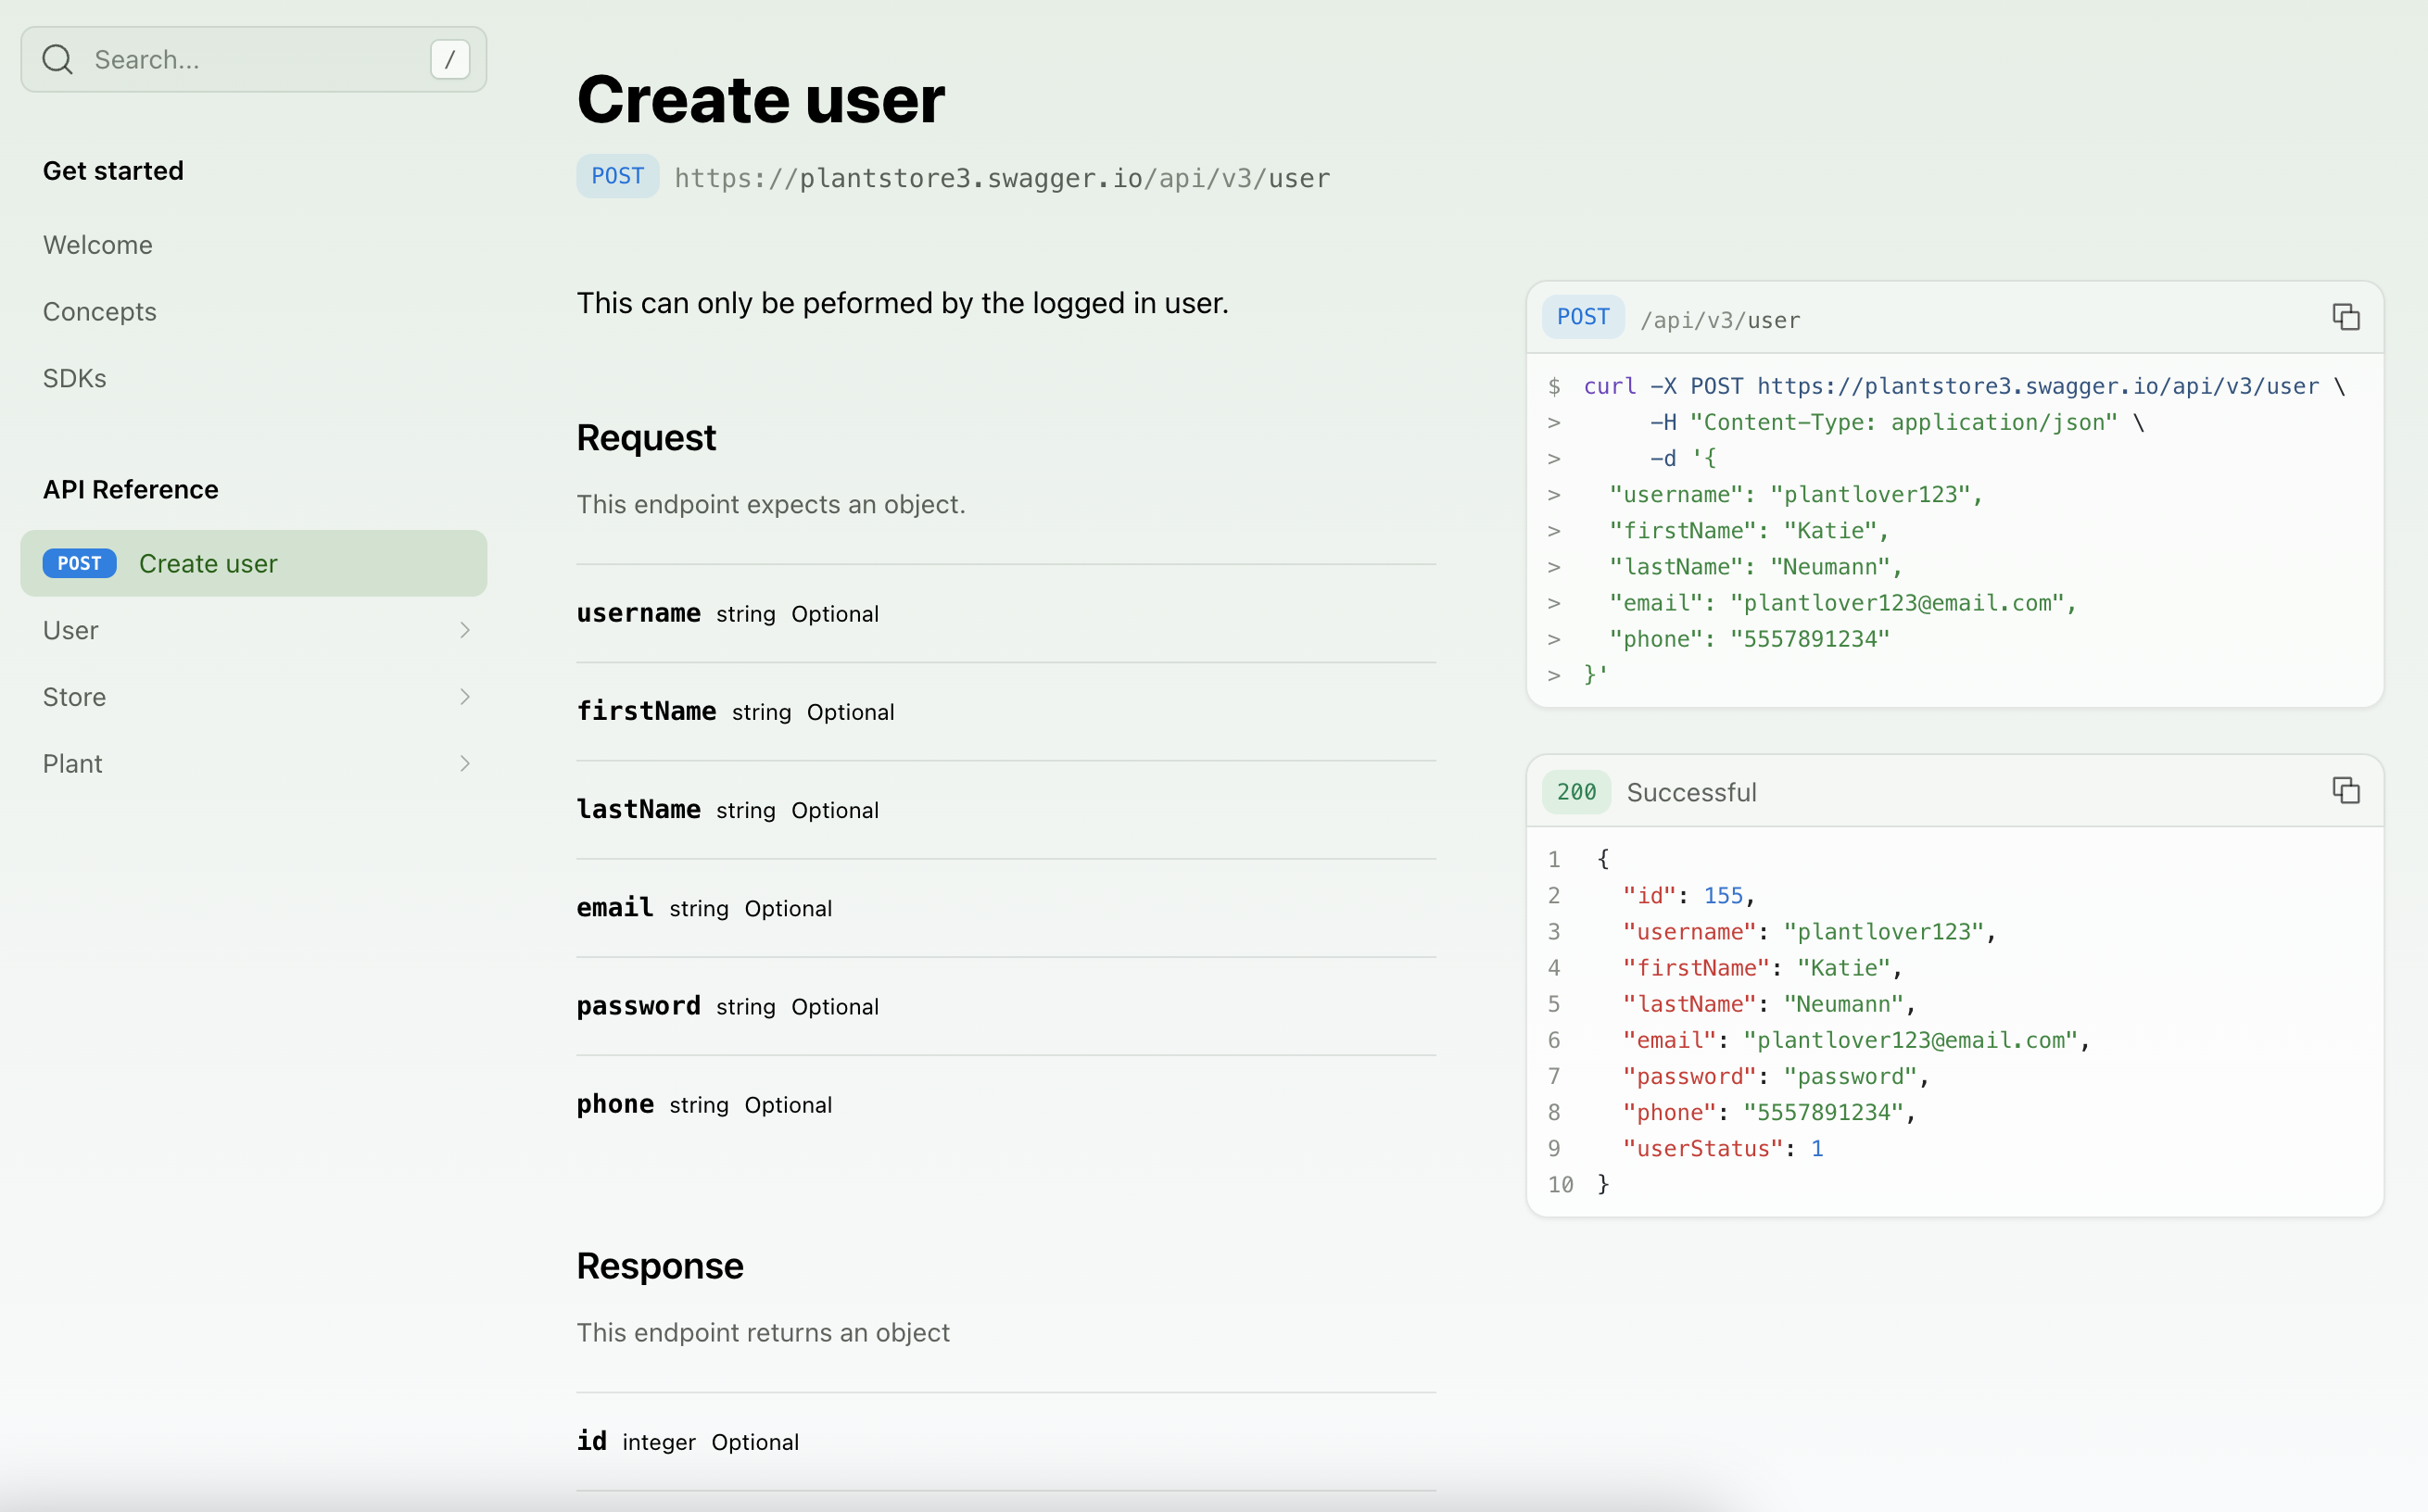 Search... /
Get started
Welcome
Concepts
SDKs
API Reference
POST Create user
User
Store
Plant
Create user
POST https://plantstore3.swagger.io/api/v3/user
This can only be peformed by the logged in user.
Request
This endpoint expects an object.
username string Optional
firstName string Optional
lastName string Optional
email string Optional
password string Optional
phone string Optional
Response
This endpoint returns an object
id integer Optional
POST /api/v3/user
$ curl -X POST https://plantstore3.swagger.io/api/v3/user \
> -H "Content-Type: application/json" \
> -d '{
> "username": "plantlover123",
> "firstName": "Katie",
> "lastName": "Neumann",
> "email": "plantlover123@email.com",
> "phone": "5557891234"
> }'
200 Successful
1 {
2 "id": 155,
3 "username": "plantlover123",
4 "firstName": "Katie",
5 "lastName": "Neumann",
6 "email": "plantlover123@email.com",
7 "password": "password",
8 "phone": "5557891234",
9 "userStatus": 1
10 }